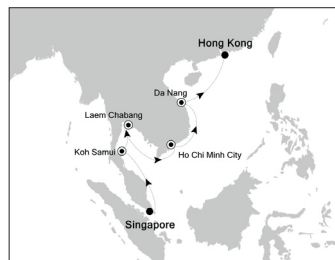 Hong Kong
Da Nang
Laem Chabang
Koh Samui
Ho Chi Minh City
Singapore